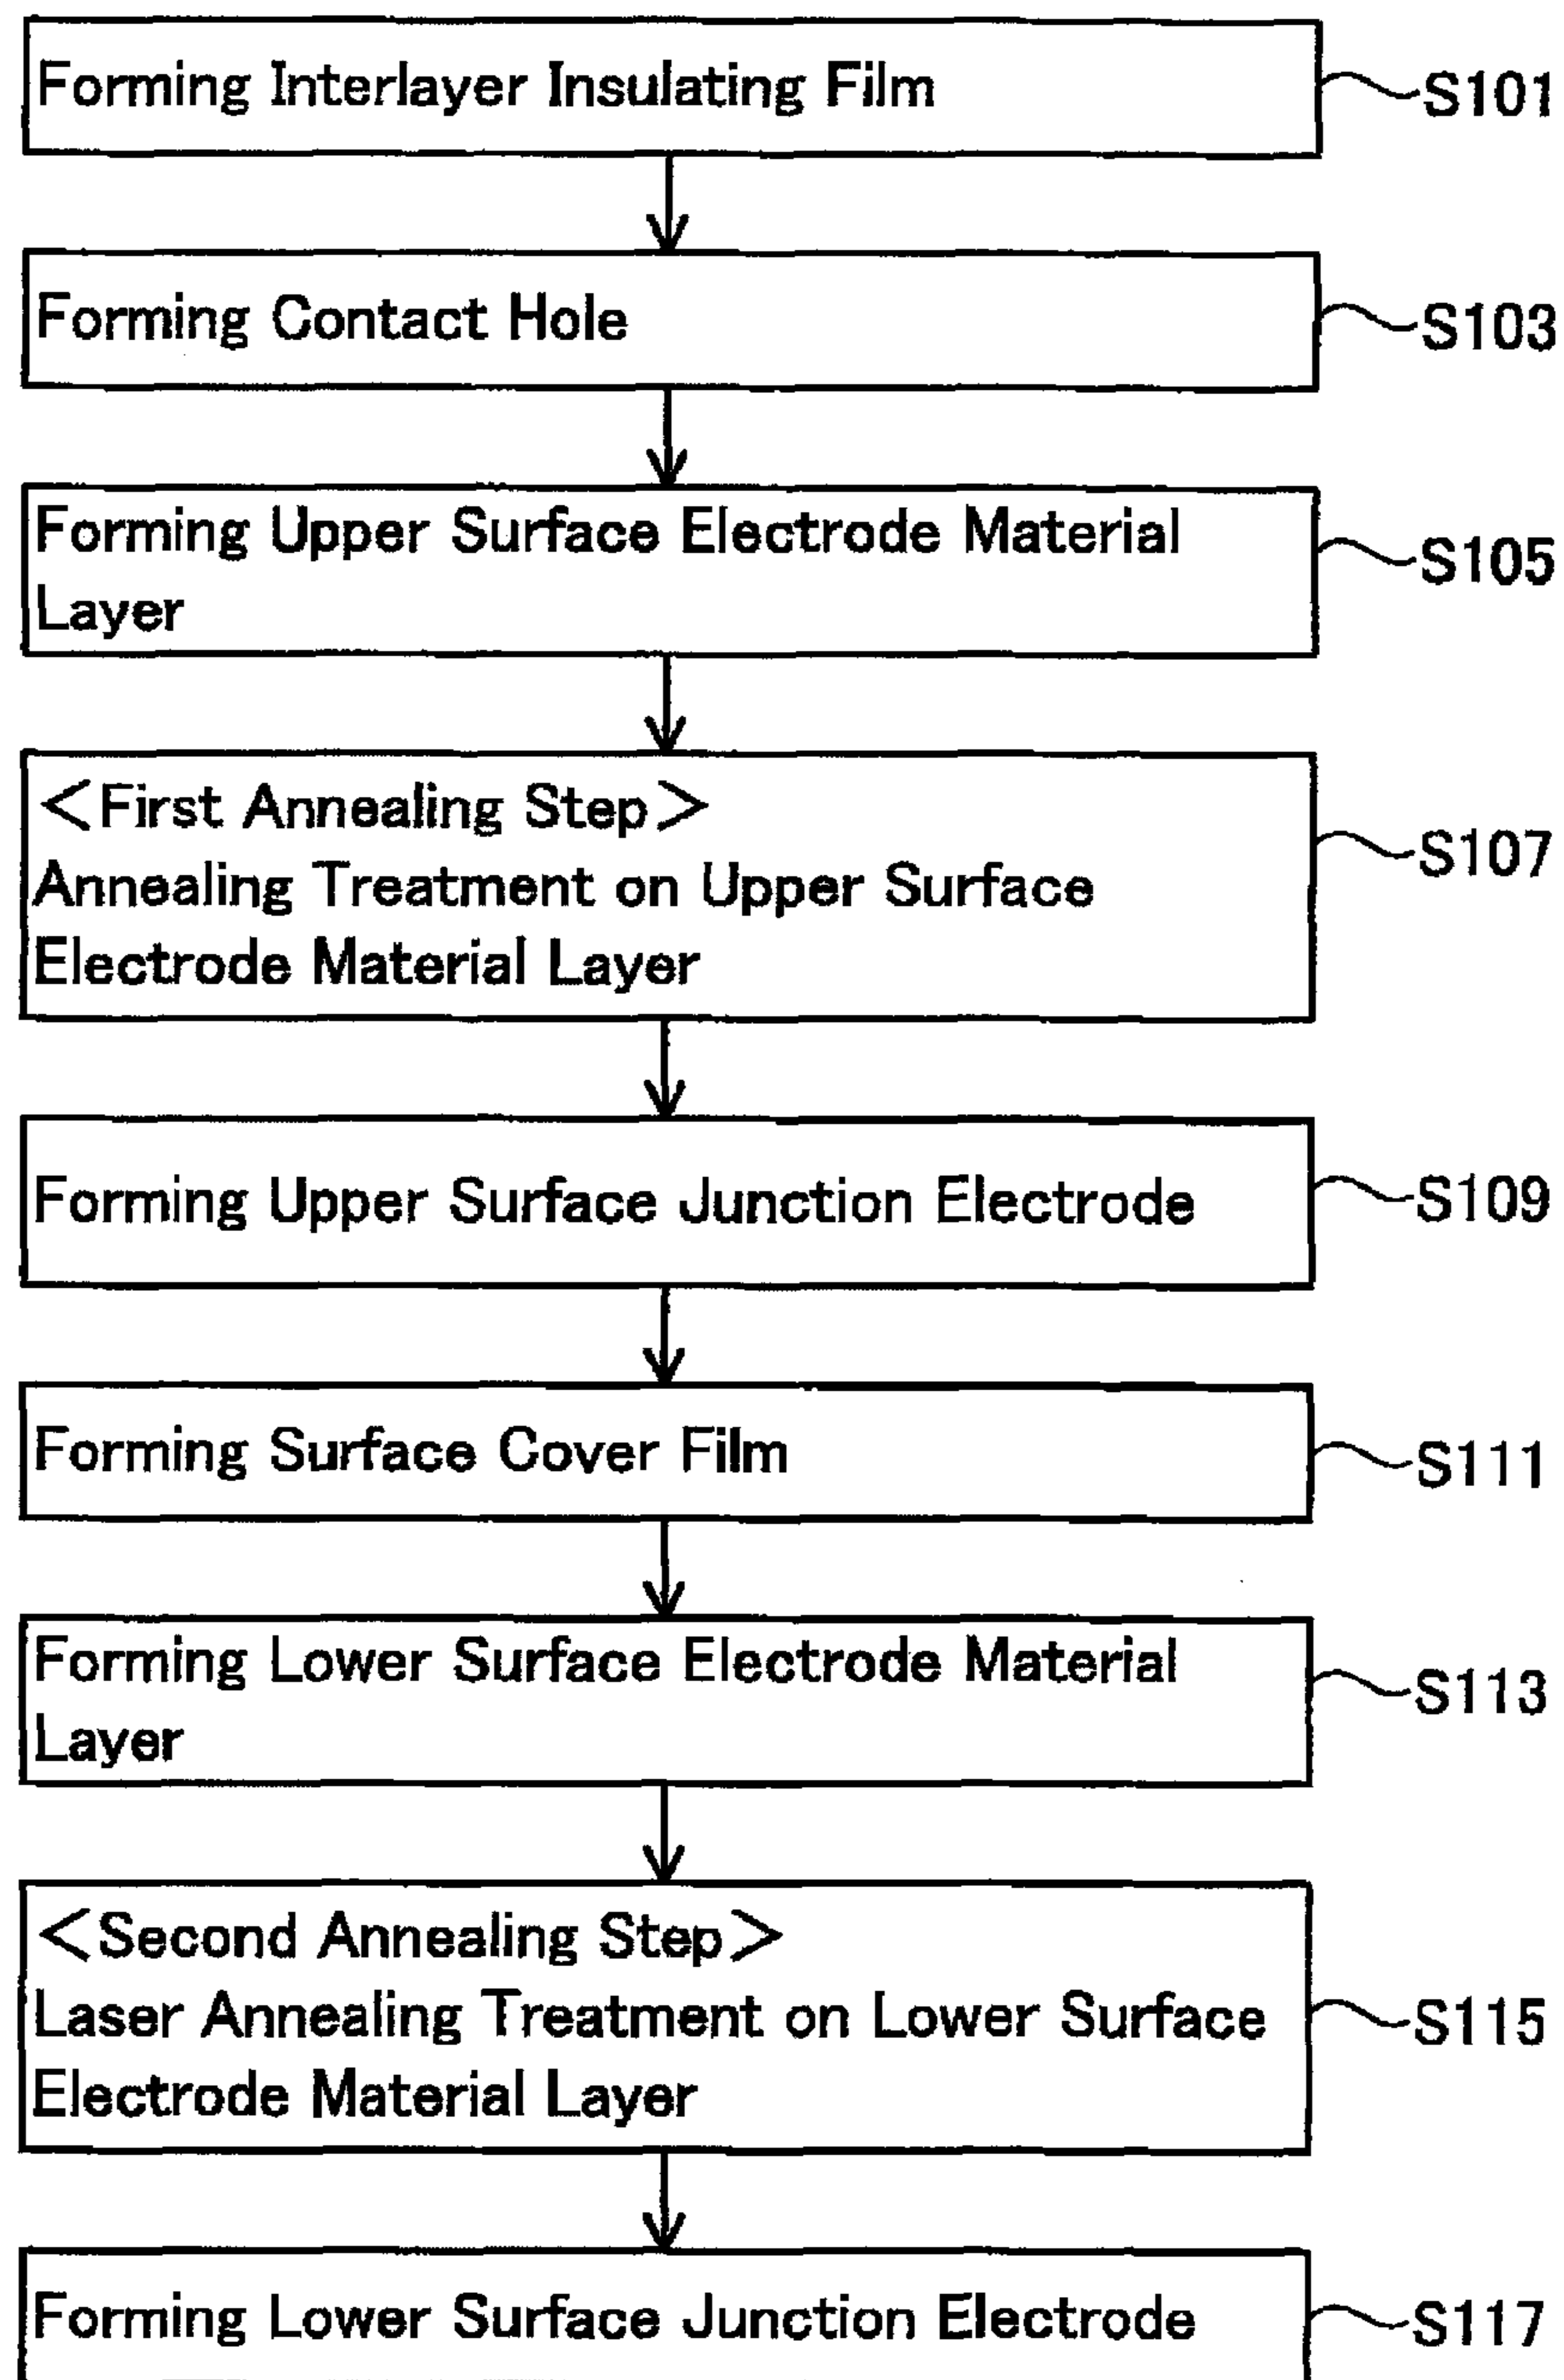 Forming Interlayer Insulating Film
S101
Forming Contact Hole
S103
Forming Upper Surface Electrode Material
Layer
S105
<First Annealing Step>
Annealing Treatment on Upper Surface
Electrode Material Layer
S107
Forming Upper Surface Junction Electrode
S109
Forming Surface Cover Film
S111
Forming Lower Surface Electrode Material
Layer
S113
<Second Annealing Step>
Laser Annealing Treatment on Lower Surface
Electrode Material Layer
S115
Forming Lower Surface Junction Electrode
S117